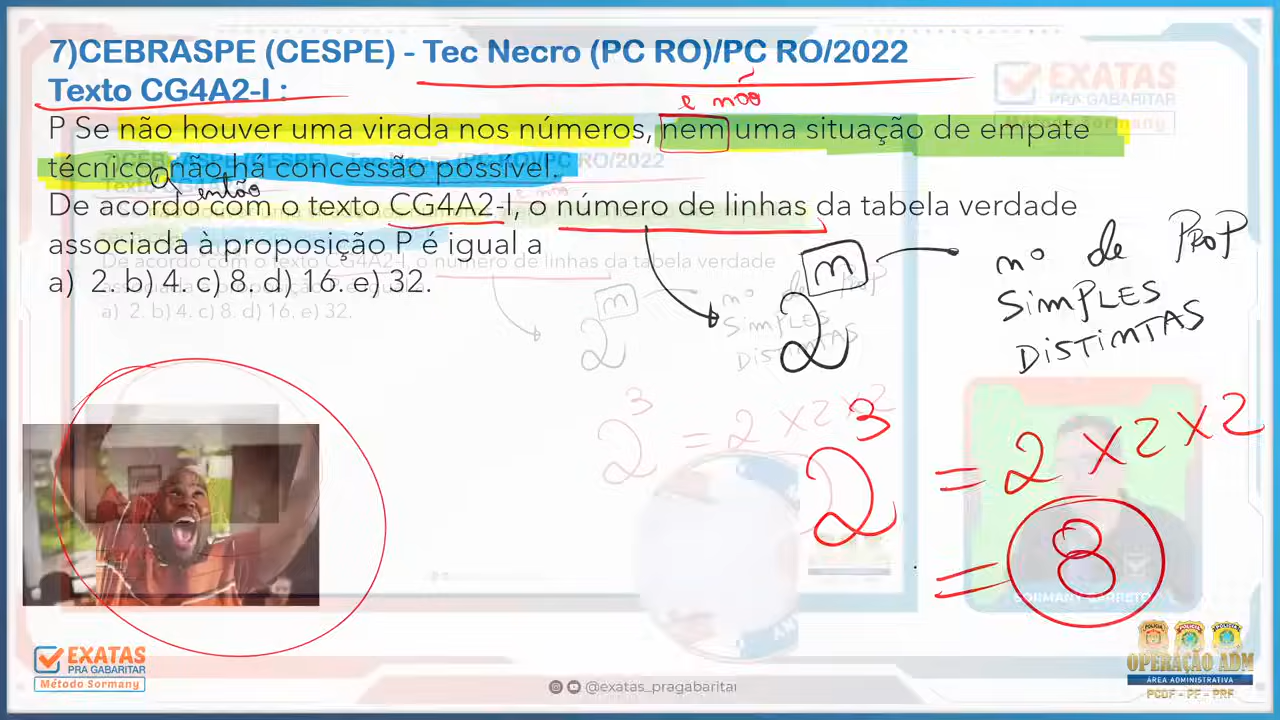 7)CEBRASPE (CESPE) - Tec Necro (PC RO)/PC RO/2022
Texto CG4A2-I :
EXATAS
PRA GABARITAR
e não
P Se não houver uma virada nos números, nem uma situação de empate
técnico, não há concessão possível.
então
De acordo com o texto CG4A2-I, o número de linhas da tabela verdade
associada à proposição P é igual a
a) 2. b) 4. c) 8. d) 16. e) 32.
2^m
nº de PROP
SIMPLES
DISTINTAS
2^3 = 2 x 2 x 2
= 8
EXATAS
PRA GABARITAR
Método Sormany
@exatas_pragabaritar
OPERAÇÃO ADM
ÁREA ADMINISTRATIVA
PCDF - PF - PRF